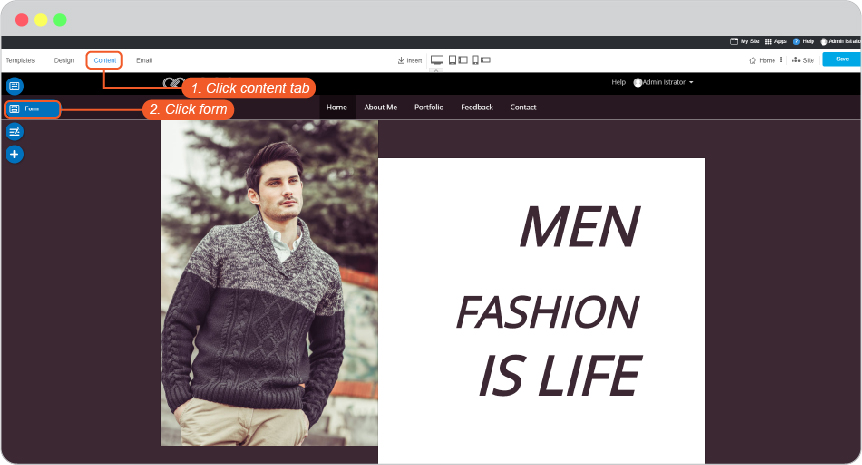 My Site Apps Help Admin Istrator
Templates Design Content Email Insert Home Site Save
1. Click content tab
Help Admin Istrator
Form
2. Click form
Home About Me Portfolio Feedback Contact
MEN
FASHION
IS LIFE